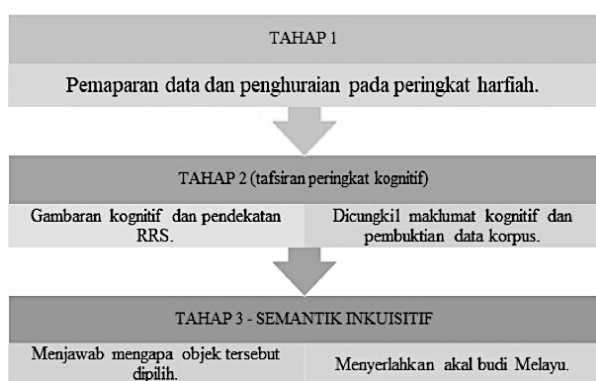 TAHAP 1
Pemaparan data dan penghuraian pada peringkat harfiah.
TAHAP 2 (tafsiran peringkat kognitif)
Gambaran kognitif dan pendekatan
RRS.
Dicungkil maklumat kognitif dan
pembuktian data korpus.
TAHAP 3 - SEMANTIK INKUISITIF
Menjawab mengapa objek tersebut
dipilih.
Menyerlahkan akal budi Melayu.